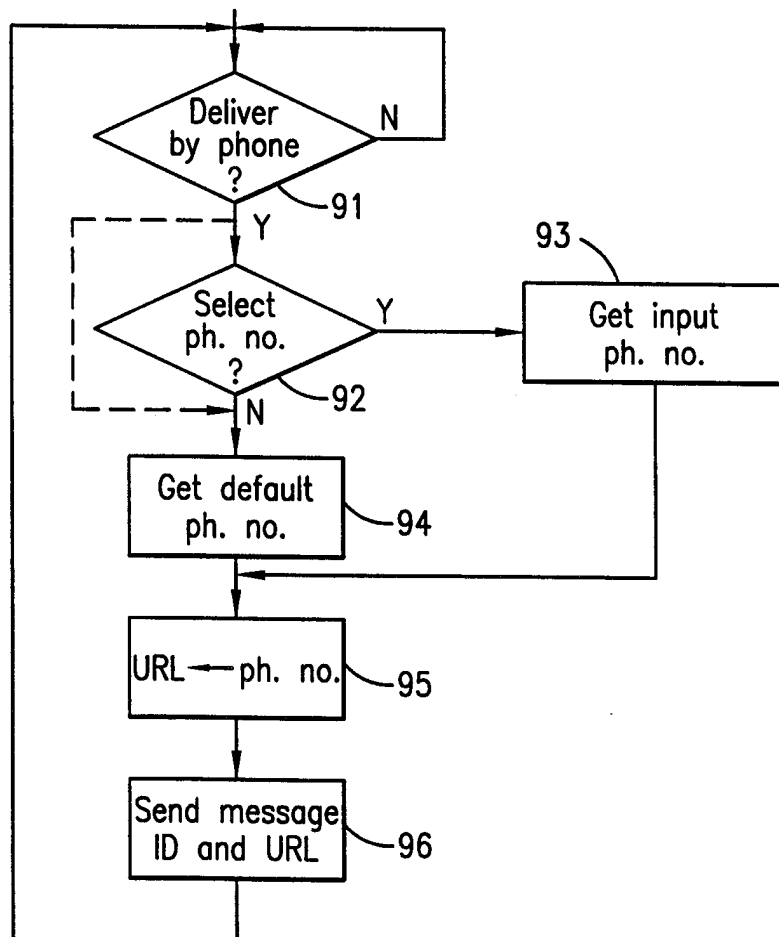 Deliver
by phone
?
N
91
Y
Select
ph. no.
?
Y
92
N
93
Get input
ph. no.
Get default
ph. no.
94
URL ← ph. no.
95
Send message
ID and URL
96